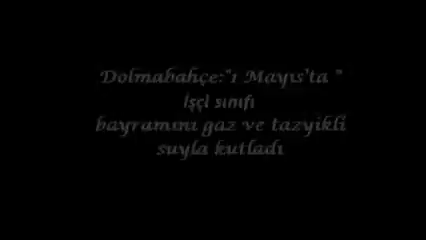 Dolmabahçe:"1 Mayıs'ta "
İşçi sınıfı
bayramını gaz ve tazyikli
suyla kutladı